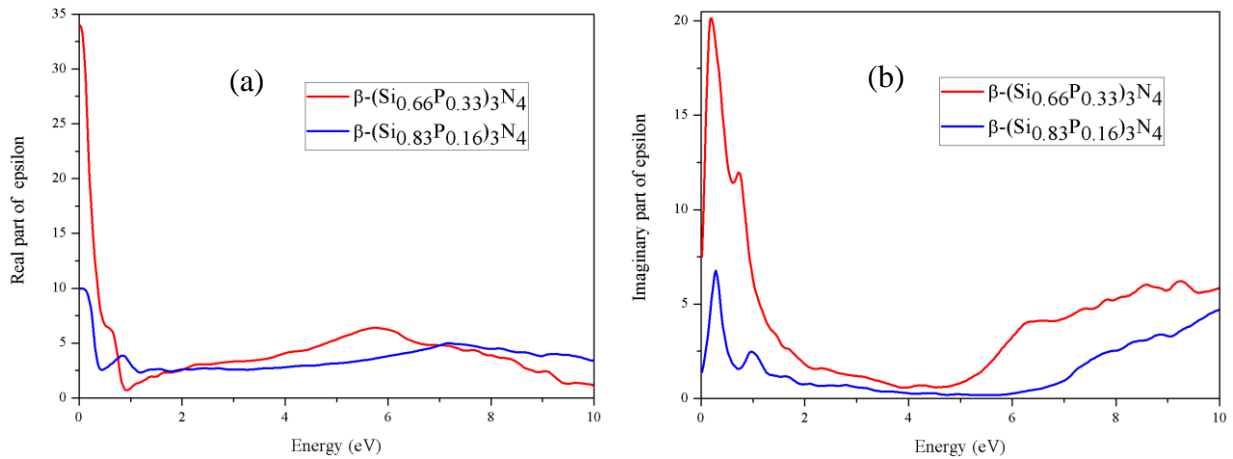 (a)
β-(Si0.66P0.33)3N4
β-(Si0.83P0.16)3N4
Real part of epsilon
35
30
25
20
15
10
5
0
0
2
4
6
8
10
Energy (eV)
(b)
β-(Si0.66P0.33)3N4
β-(Si0.83P0.16)3N4
Imaginary part of epsilon
20
15
10
5
0
0
2
4
6
8
10
Energy (eV)